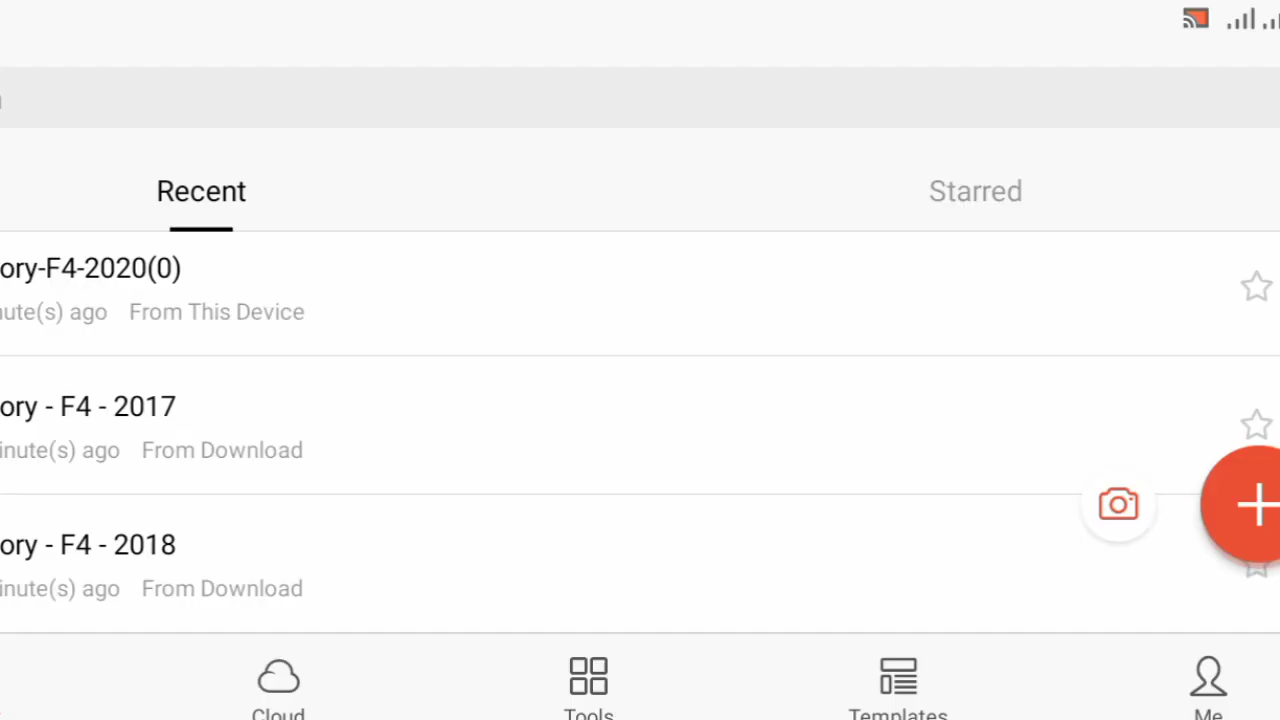 Recent
Starred
ory-F4-2020(0)
nute(s) ago From This Device
ory - F4 - 2017
inute(s) ago From Download
ory - F4 - 2018
inute(s) ago From Download
Cloud
Tools
Templates
Me